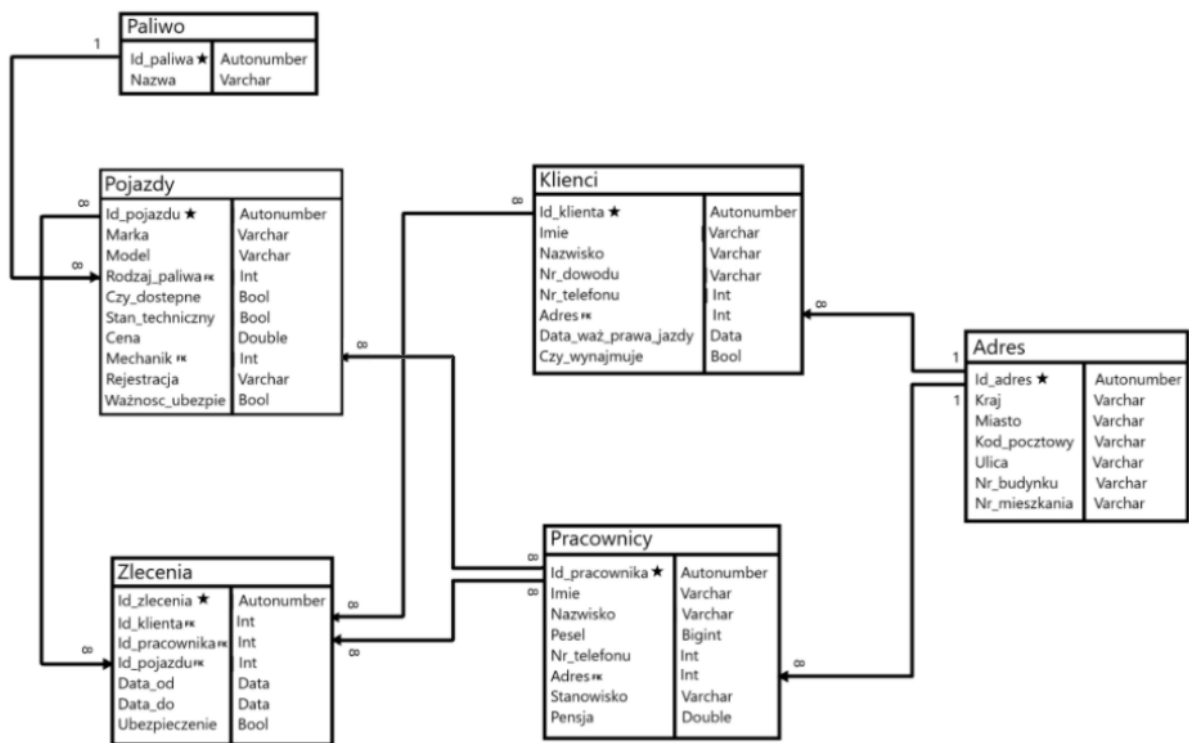 Paliwo
1
Id_paliwa ★ Autonumber
Nazwa Varchar
Pojazdy
∞
Id_pojazdu ★ Autonumber
Marka Varchar
Model Varchar
∞
Rodzaj_paliwa FK Int
Czy_dostepne Bool
Stan_techniczny Bool
Cena Double
Mechanik FK Int
∞
Rejestracja Varchar
Ważnosc_ubezpie Bool
Klienci
∞
Id_klienta ★ Autonumber
Imie Varchar
Nazwisko Varchar
Nr_dowodu Varchar
Nr_telefonu Int
Adres FK Int
∞
Data_waż_prawa_jazdy Data
Czy_wynajmuje Bool
Adres
1
Id_adres ★ Autonumber
1
Kraj Varchar
Miasto Varchar
Kod_pocztowy Varchar
Ulica Varchar
Nr_budynku Varchar
Nr_mieszkania Varchar
Zlecenia
Id_zlecenia ★ Autonumber
∞
Id_klienta FK Int
Id_pracownika FK Int
∞
∞
Id_pojazdu FK Int
Data_od Data
Data_do Data
Ubezpieczenie Bool
Pracownicy
∞
Id_pracownika ★ Autonumber
∞
Imie Varchar
Nazwisko Varchar
Pesel Bigint
Nr_telefonu Int
Adres FK Int
∞
Stanowisko Varchar
Pensja Double